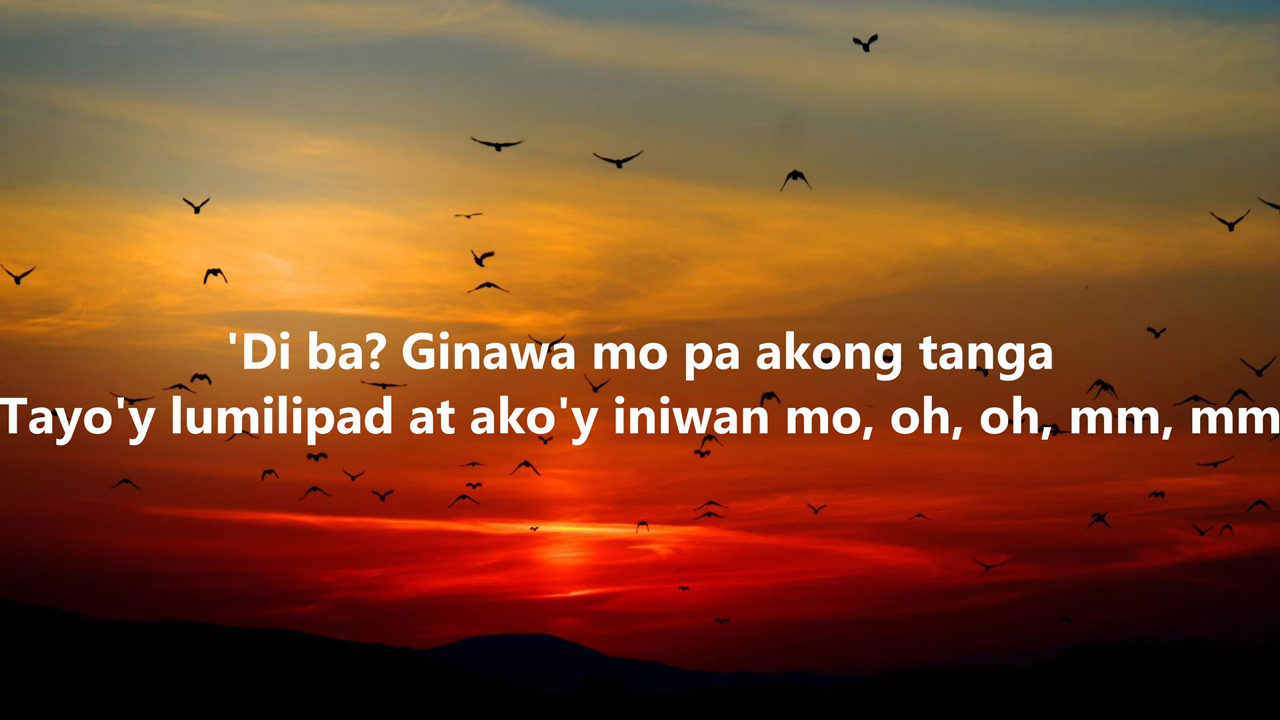 'Di ba? Ginawa mo pa akong tanga
Tayo'y lumilipad at ako'y iniwan mo, oh, oh, mm, mm